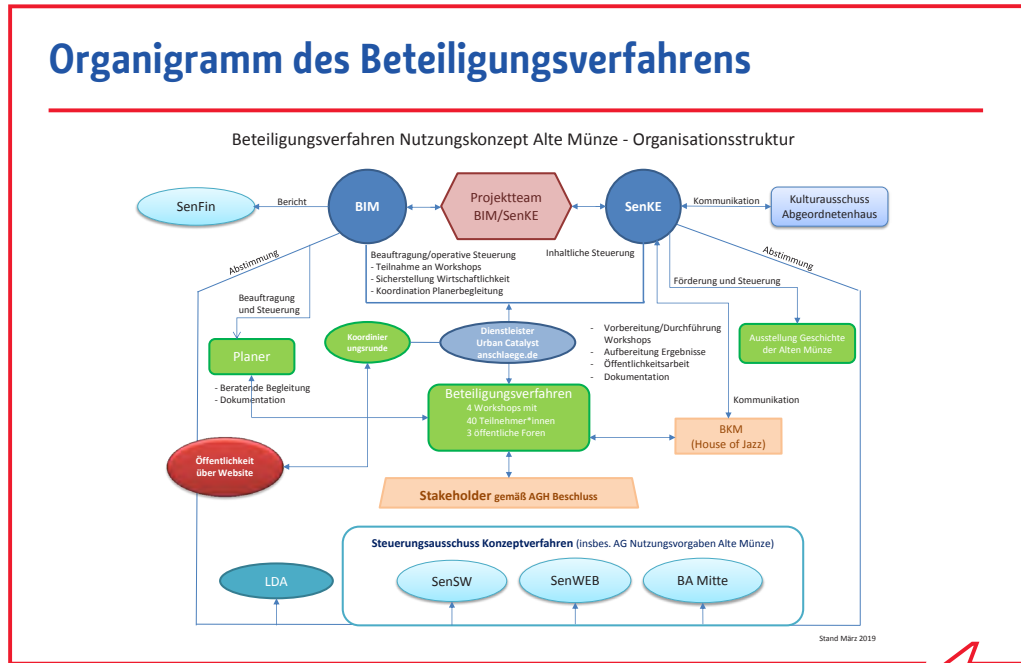 Organigramm des Beteiligungsverfahrens
Beteiligungsverfahren Nutzungskonzept Alte Münze - Organisationsstruktur
SenFin
Bericht
BIM
Projektteam
BIM/SenKE
SenKE
Kommunikation
Kulturausschuss
Abgeordnetenhaus
Abstimmung
Beauftragung/operative Steuerung
- Teilnahme an Workshops
- Sicherstellung Wirtschaftlichkeit
- Koordination Planerbegleitung
Inhaltliche Steuerung
Abstimmung
Förderung und Steuerung
Beauftragung
und Steuerung
Koordinier
ungsrunde
Dienstleister
Urban Catalyst
anschlaege.de
- Vorbereitung/Durchführung
Workshops
- Aufbereitung Ergebnisse
- Öffentlichkeitsarbeit
- Dokumentation
Ausstellung Geschichte
der Alten Münze
Planer
- Beratende Begleitung
- Dokumentation
Beteiligungsverfahren
4 Workshops mit
40 Teilnehmer*innen
3 öffentliche Foren
Kommunikation
BKM
(House of Jazz)
Öffentlichkeit
über Website
Stakeholder gemäß AGH Beschluss
Steuerungsausschuss Konzeptverfahren (insbes. AG Nutzungsvorgaben Alte Münze)
LDA
SenSW
SenWEB
BA Mitte
Stand März 2019